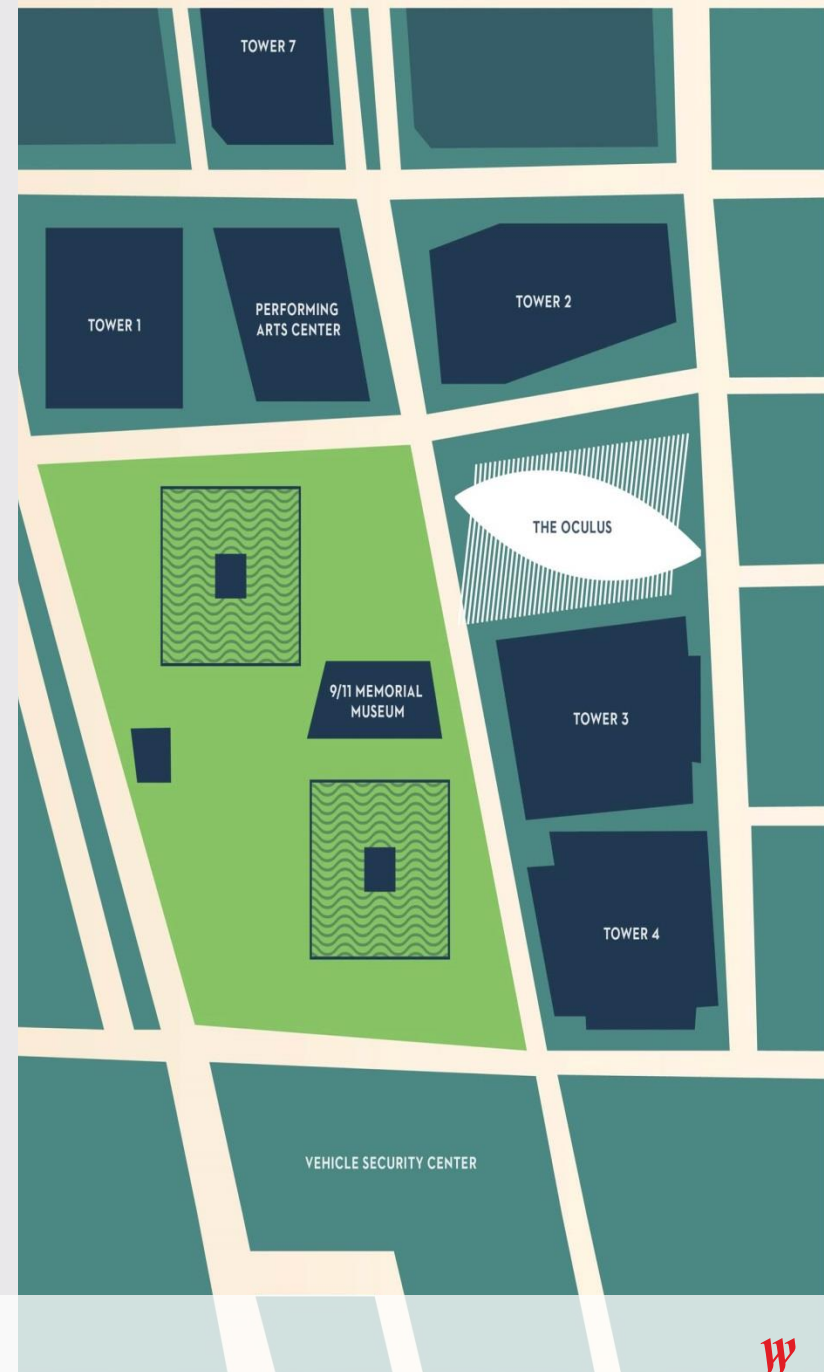 TOWER 7
TOWER 1
PERFORMING
ARTS CENTER
TOWER 2
THE OCULUS
9/11 MEMORIAL
MUSEUM
TOWER 3
TOWER 4
VEHICLE SECURITY CENTER
W